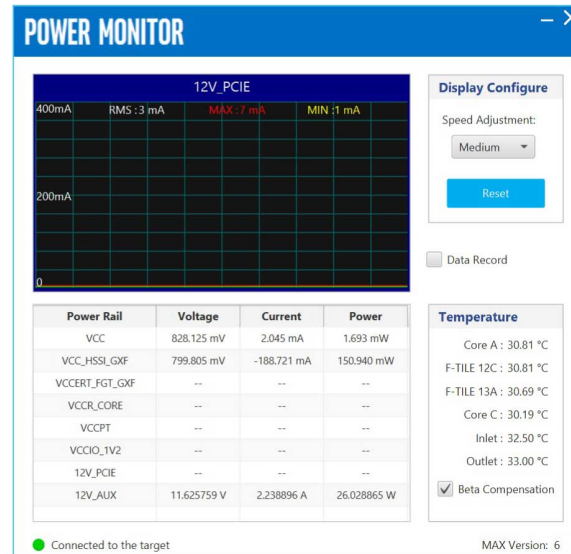 POWER MONITOR
12V_PCIE
400mA RMS :3 mA MAX :7 mA MIN :1 mA
200mA
0
Display Configure
Speed Adjustment:
Medium
Reset
Data Record
Power Rail Voltage Current Power
VCC 828.125 mV 2.045 mA 1.693 mW
VCC_HSSI_GXF 799.805 mV -188.721 mA 150.940 mW
VCCERT_FGT_GXF -- -- --
VCCR_CORE -- -- --
VCCPT -- -- --
VCCIO_1V2 -- -- --
12V_PCIE -- -- --
12V_AUX 11.625759 V 2.238896 A 26.028865 W
Temperature
Core A : 30.81 °C
F-TILE 12C : 30.81 °C
F-TILE 13A : 30.69 °C
Core C : 30.19 °C
Inlet : 32.50 °C
Outlet : 33.00 °C
Beta Compensation
Connected to the target
MAX Version: 6